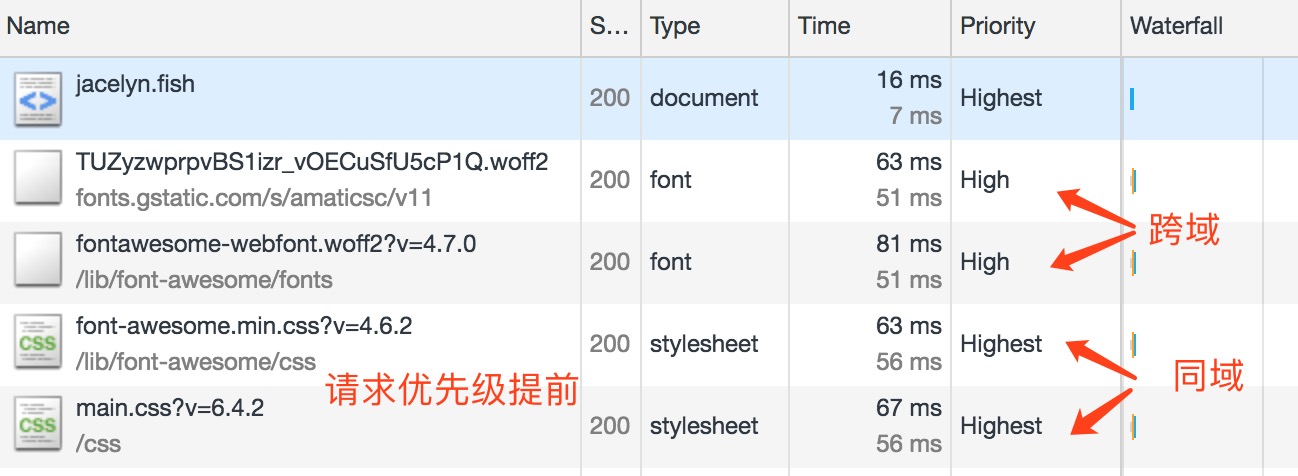 Name S... Type Time Priority Waterfall
jacelyn.fish 200 document 16 ms Highest
7 ms
TUZyzwprpvBS1izr_vOECuSfU5cP1Q.woff2 200 font 63 ms High
fonts.gstatic.com/s/amaticsc/v11 51 ms
跨域
fontawesome-webfont.woff2?v=4.7.0 200 font 81 ms High
/lib/font-awesome/fonts 51 ms
font-awesome.min.css?v=4.6.2 200 stylesheet 63 ms Highest
/lib/font-awesome/css 56 ms
请求优先级提前
同域
main.css?v=6.4.2 200 stylesheet 67 ms Highest
/css 56 ms